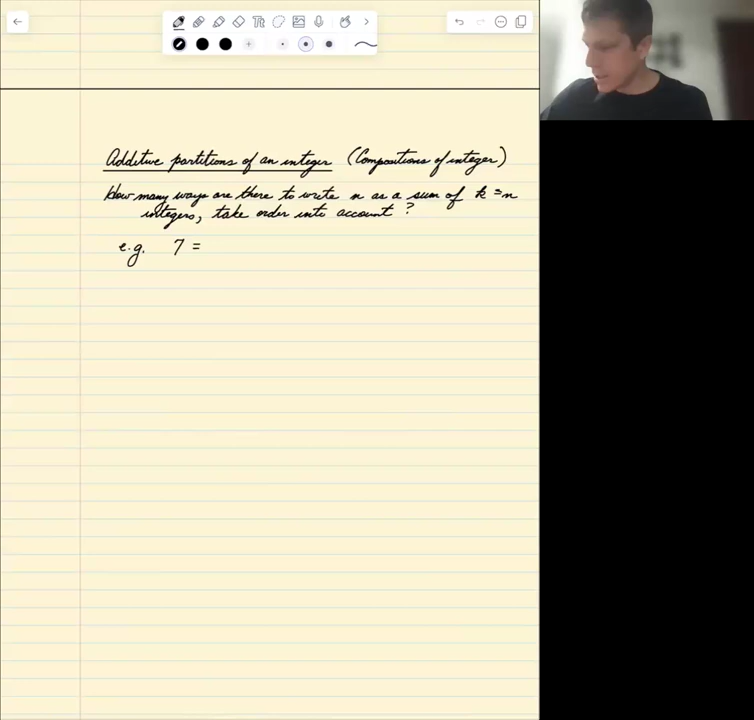 Additive partitions of an integer (Compositions of integer)
How many ways are there to write n as a sum of k ≤ n
integers, take order into account ?
e.g. 7 =